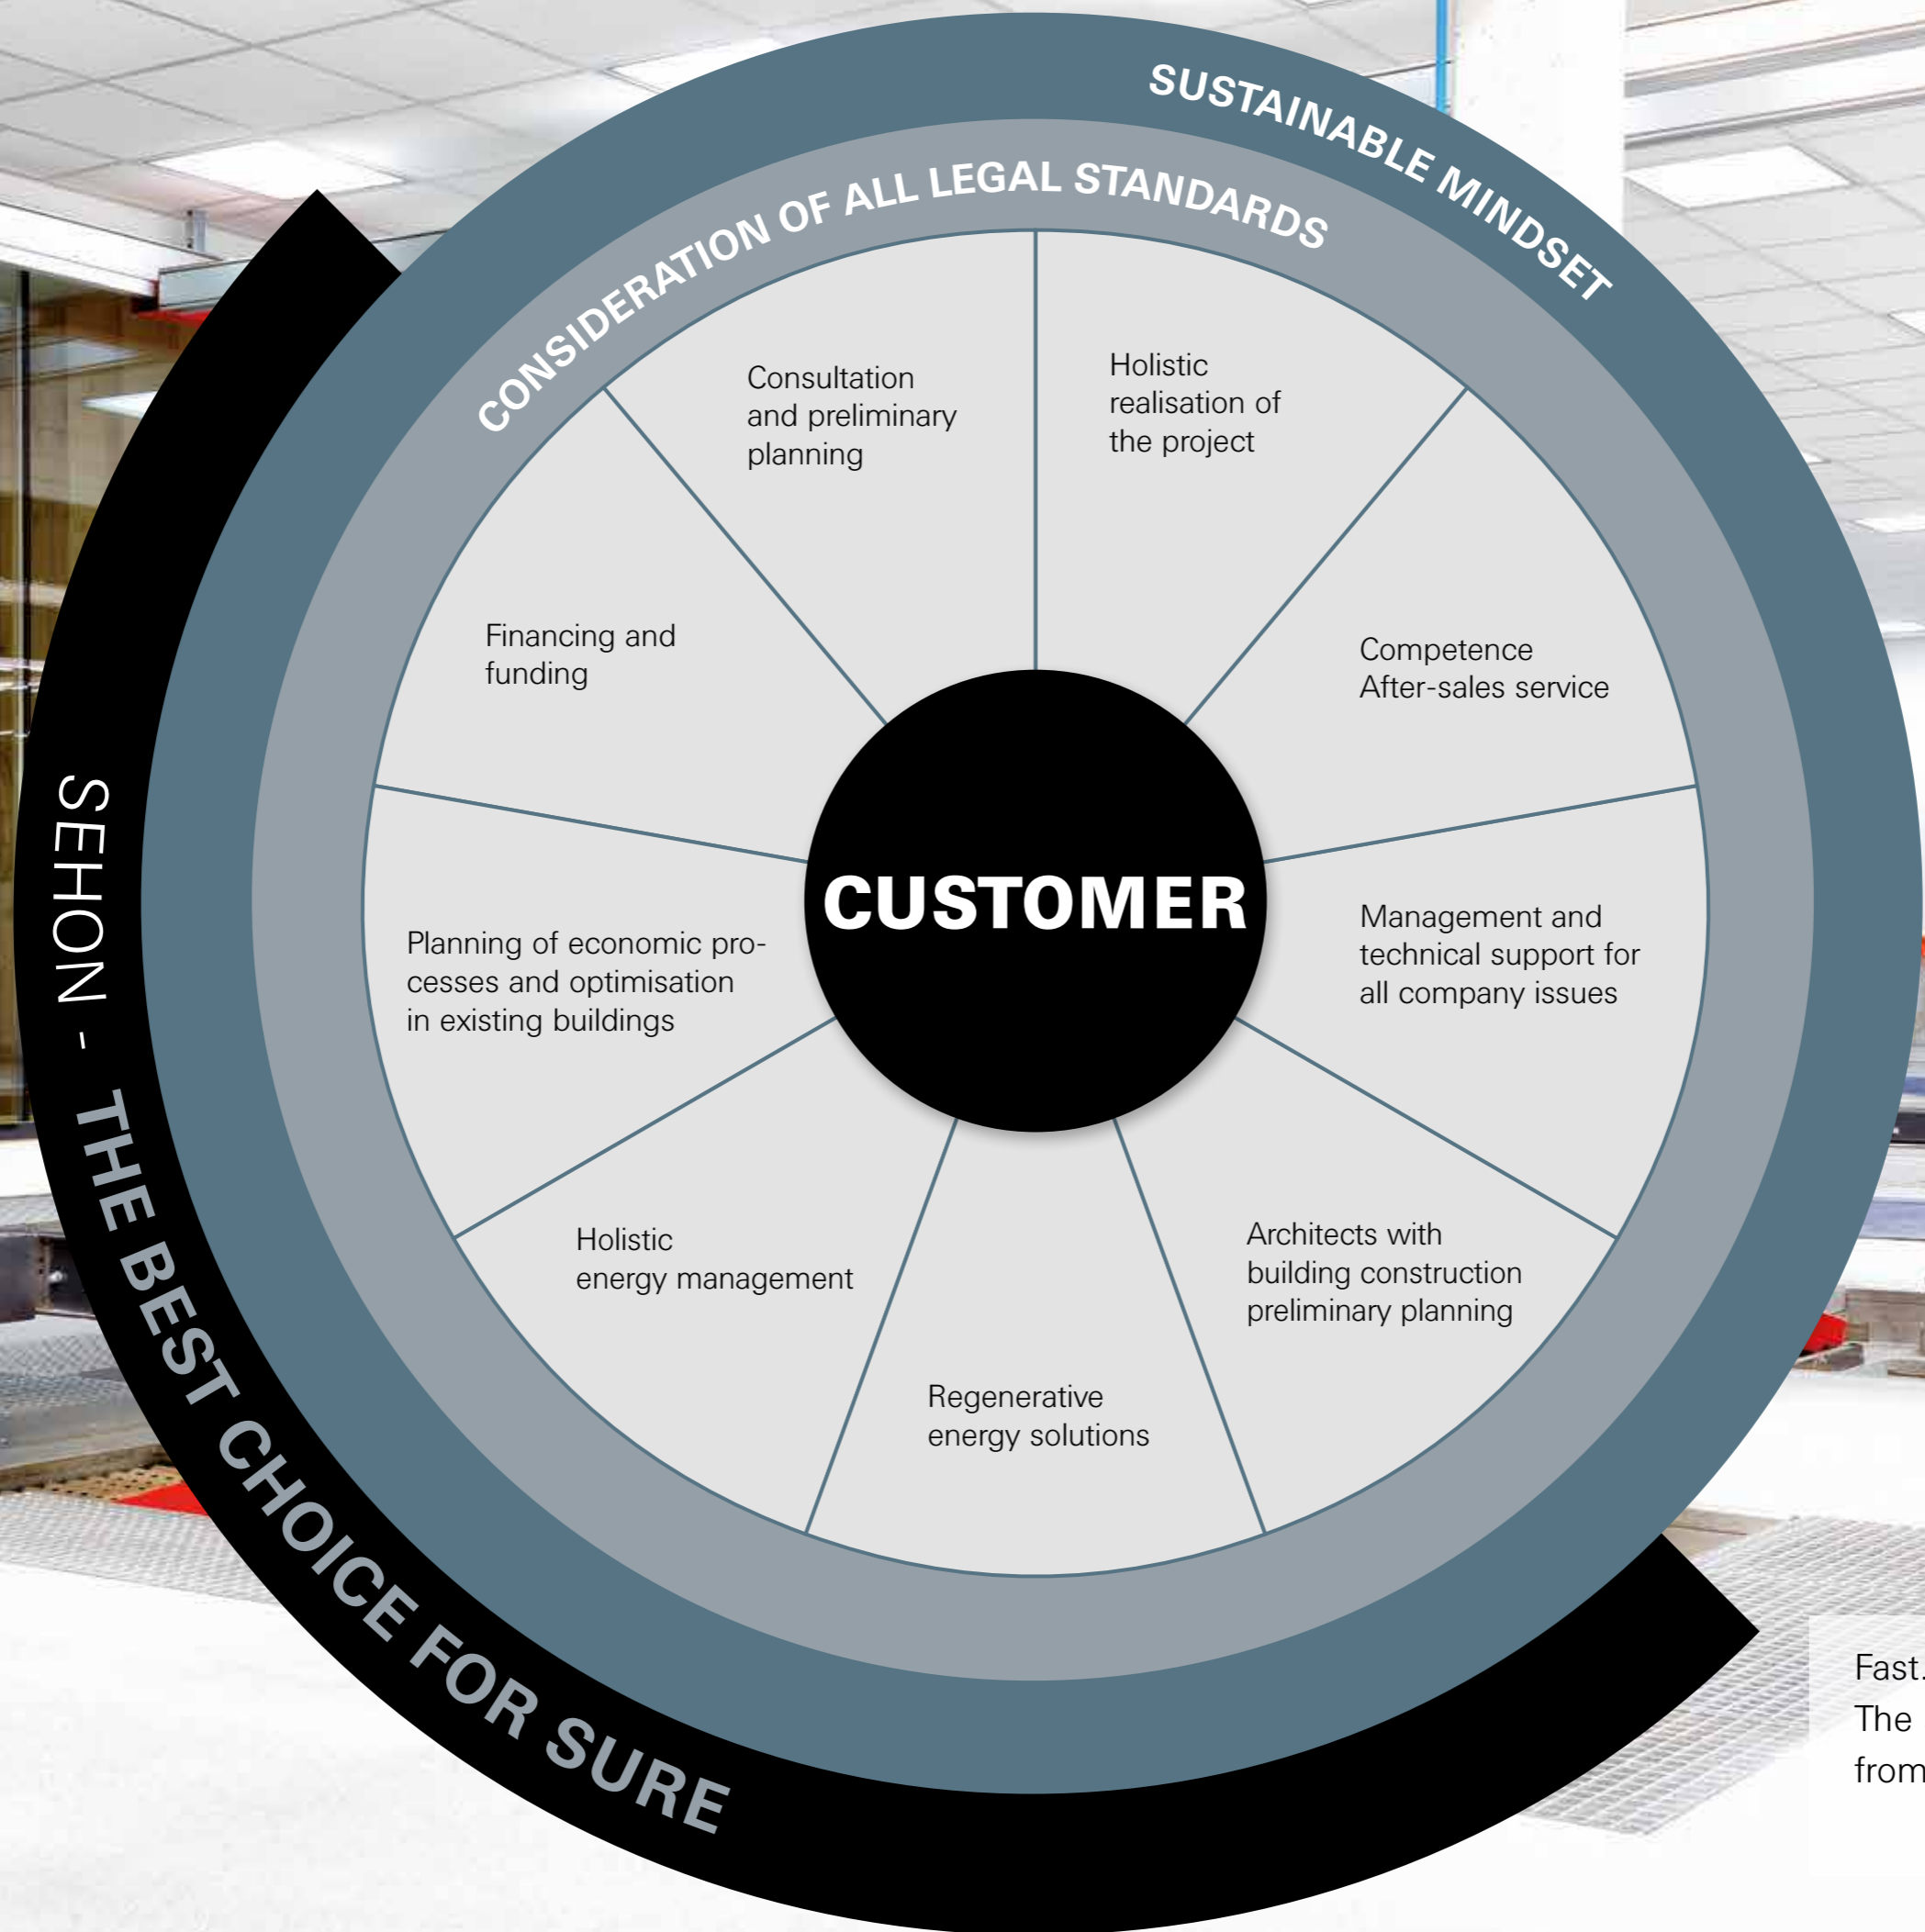 SUSTAINABLE MINDSET
CONSIDERATION OF ALL LEGAL STANDARDS
Consultation
and preliminary
planning
Holistic
realisation of
the project
Competence
After-sales service
Management and
technical support for
all company issues
Architects with
building construction
preliminary planning
Regenerative
energy solutions
Holistic
energy management
Planning of economic pro-
cesses and optimisation
in existing buildings
Financing and
funding
CUSTOMER
SEHON - THE BEST CHOICE FOR SURE
Fast.
The
from